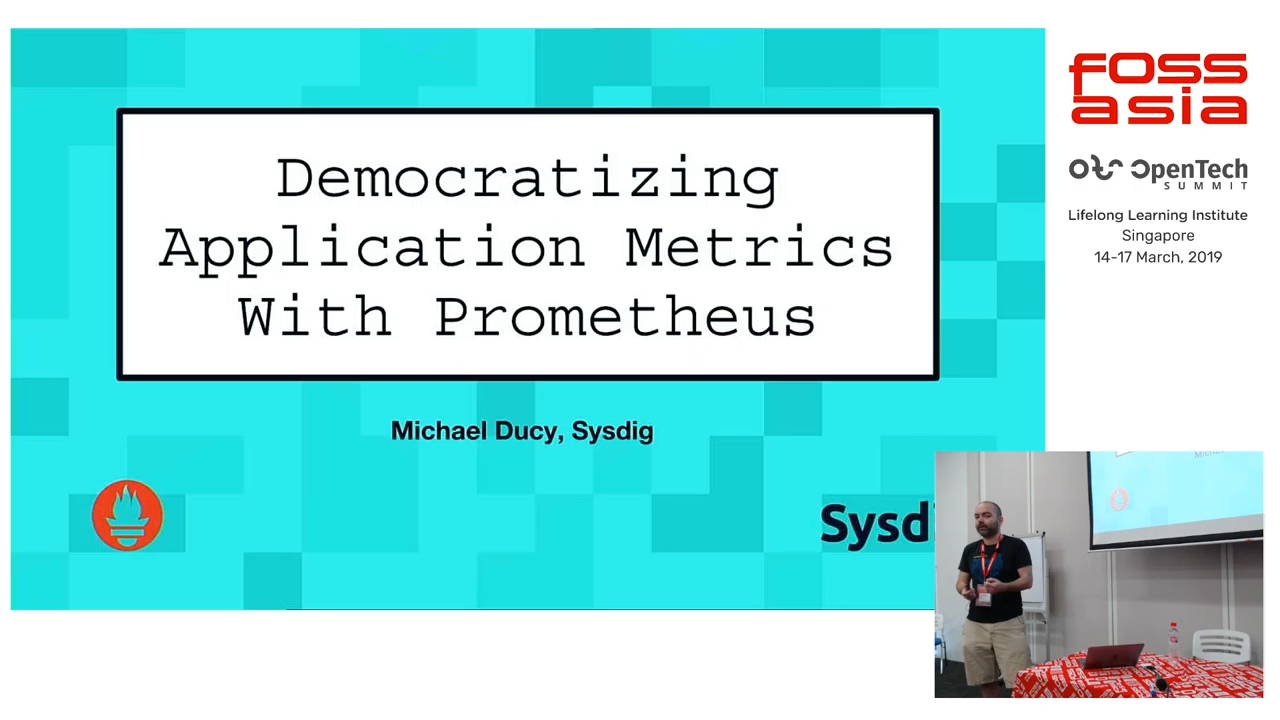 Democratizing
Application Metrics
With Prometheus
Michael Ducy, Sysdig
Sysdi
FOSS
asia
OpenTech
SUMMIT
Lifelong Learning Institute
Singapore
14-17 March, 2019